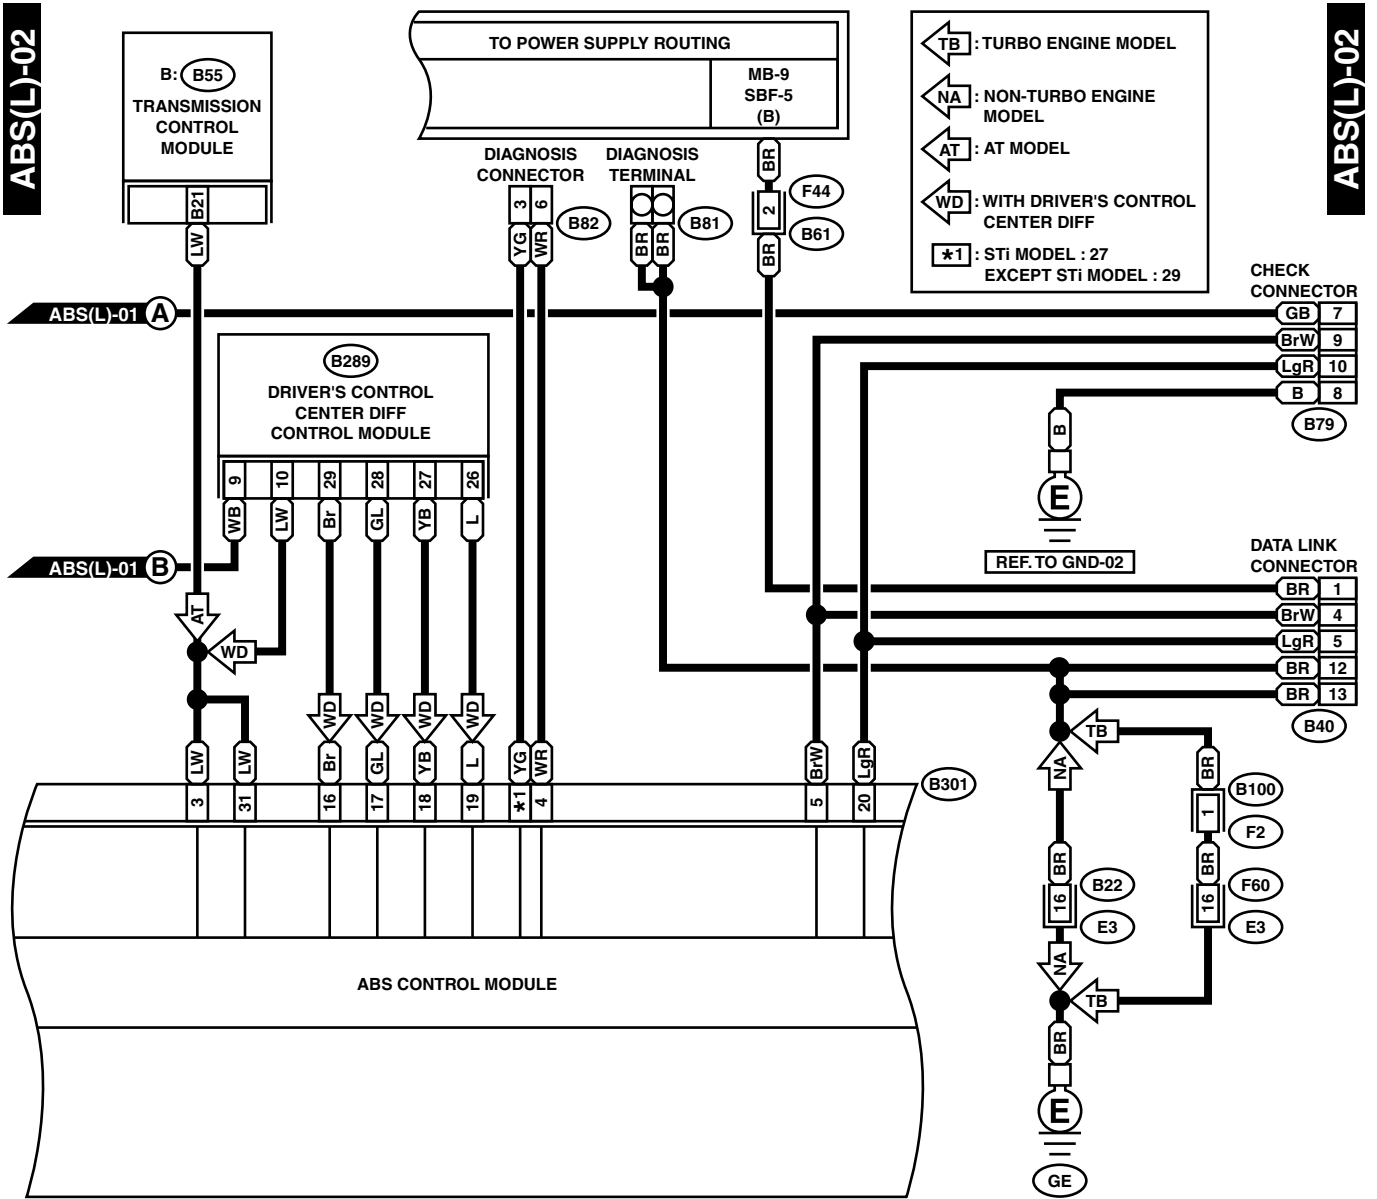 ABS(L)-02
ABS(L)-02
B: B55
TRANSMISSION
CONTROL
MODULE
B21
LW
TO POWER SUPPLY ROUTING
MB-9
SBF-5
(B)
BR
2
F44
B61
BR
DIAGNOSIS
CONNECTOR
3 6
B82
YG WR
DIAGNOSIS
TERMINAL
B81
BR BR
TB : TURBO ENGINE MODEL
NA : NON-TURBO ENGINE
MODEL
AT : AT MODEL
WD : WITH DRIVER'S CONTROL
CENTER DIFF
*1 : STi MODEL : 27
EXCEPT STi MODEL : 29
CHECK
CONNECTOR
GB 7
BrW 9
LgR 10
B 8
B79
B
E
REF. TO GND-02
ABS(L)-01 A
B289
DRIVER'S CONTROL
CENTER DIFF
CONTROL MODULE
9 10 29 28 27 26
WB LW Br GL YB L
ABS(L)-01 B
AT
WD
WD WD WD WD
DATA LINK
CONNECTOR
BR 1
BrW 4
LgR 5
BR 12
BR 13
B40
TB
NA
BR
B100
1
F2
BR
BR
B22
16
E3
F60
16
E3
NA
TB
BR
E
GE
LW LW Br GL YB L YG WR BrW LgR
3 31 16 17 18 19 *1 4 5 20
B301
ABS CONTROL MODULE